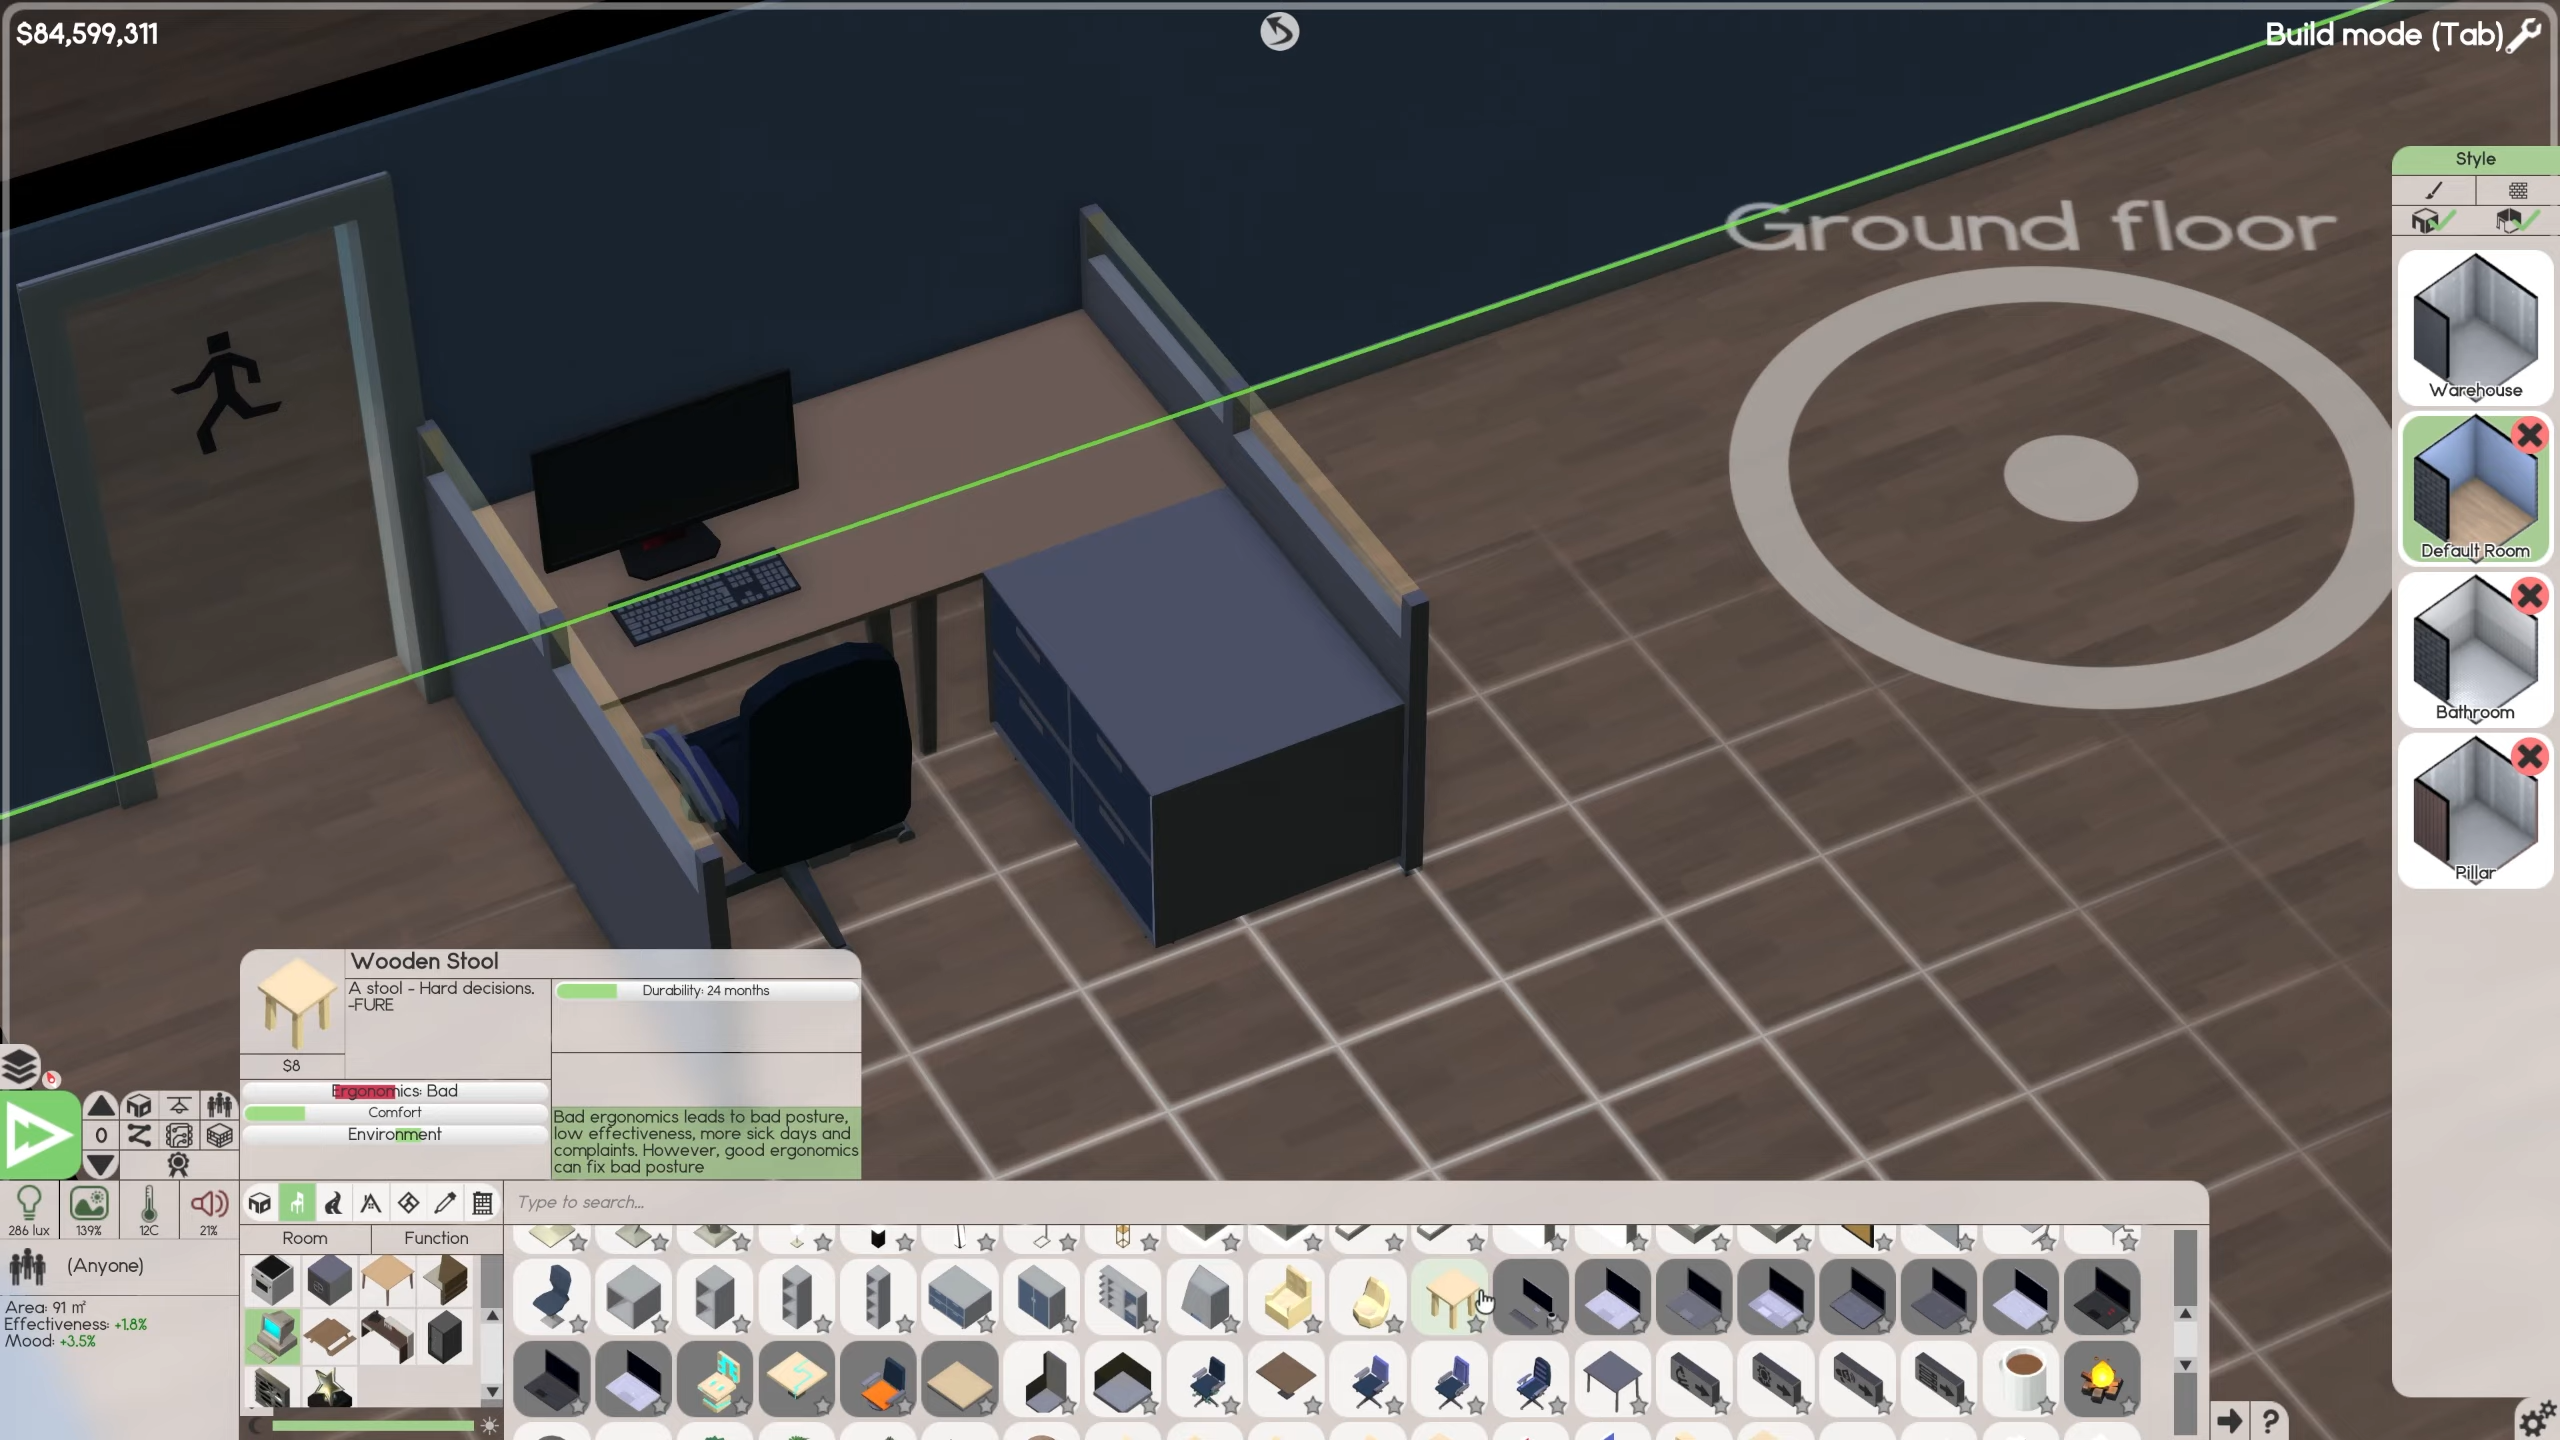 $84,599,311
Build mode (Tab)
Ground floor
Style
Warehouse
Default Room
Bathroom
Pillar
Wooden Stool
A stool - Hard decisions.
-FURE
$8
Durability: 24 months
Ergonomics: Bad
Comfort
Environment
Bad ergonomics leads to bad posture,
low effectiveness, more sick days and
complaints. However, good ergonomics
can fix bad posture
0
286 lux
139%
12C
21%
(Anyone)
Area: 91 m²
Effectiveness: +1.8%
Mood: +3.5%
Room
Function
Type to search...
?